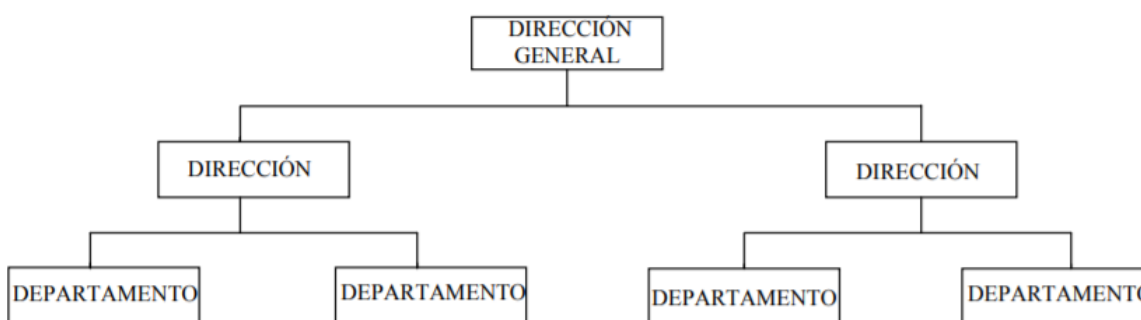 DIRECCIÓN
GENERAL
DIRECCIÓN
DIRECCIÓN
DEPARTAMENTO
DEPARTAMENTO
DEPARTAMENTO
DEPARTAMENTO